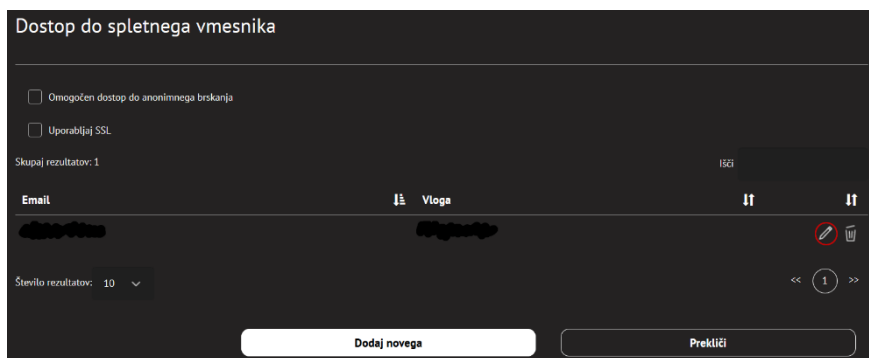 Dostop do spletnega vmesnika
Omogočen dostop do anonimnega brskanja
Uporabljaj SSL
Skupaj rezultatov: 1
Išči
Email Vloga
Število rezultatov: 10
<< 1 >>
Dodaj novega Prekliči